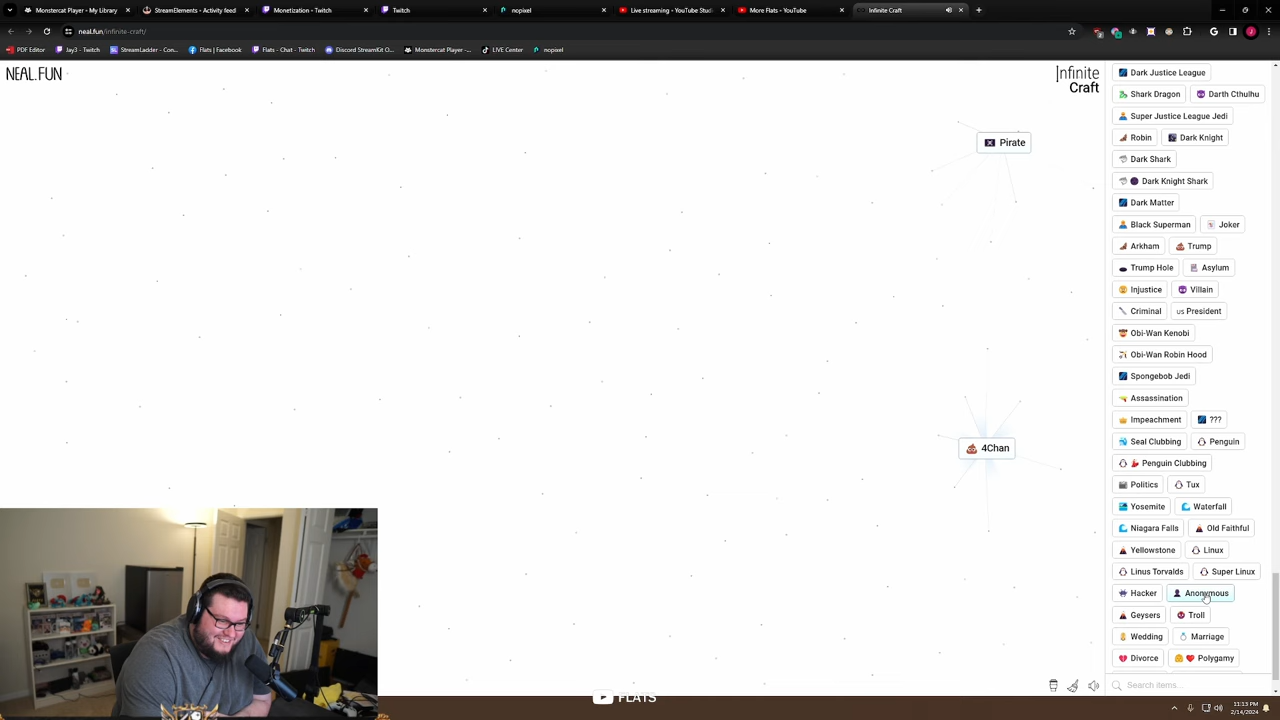 Monstercat Player - My Library
StreamElements - Activity feed
Monetization - Twitch
Twitch
nopixel
Live streaming - YouTube Stud
More Flats - YouTube
Infinite Craft
neal.fun/infinite-craft/
PDF Editor
Jay3 - Twitch
StreamLadder - Con...
Flats | Facebook
Flats - Chat - Twitch
Discord StreamKit O...
Monstercat Player -...
LIVE Center
nopixel
NEAL.FUN
Infinite
Craft
Pirate
4Chan
Dark Justice League
Shark Dragon Darth Cthulhu
Super Justice League Jedi
Robin Dark Knight
Dark Shark
Dark Knight Shark
Dark Matter
Black Superman Joker
Arkham Trump
Trump Hole Asylum
Injustice Villain
Criminal US President
Obi-Wan Kenobi
Obi-Wan Robin Hood
Spongebob Jedi
Assassination
Impeachment ???
Seal Clubbing Penguin
Penguin Clubbing
Politics Tux
Yosemite Waterfall
Niagara Falls Old Faithful
Yellowstone Linux
Linus Torvalds Super Linux
Hacker Anonymous
Geysers Troll
Wedding Marriage
Divorce Polygamy
Search items...
FLATS
11:13 PM
2/14/2024